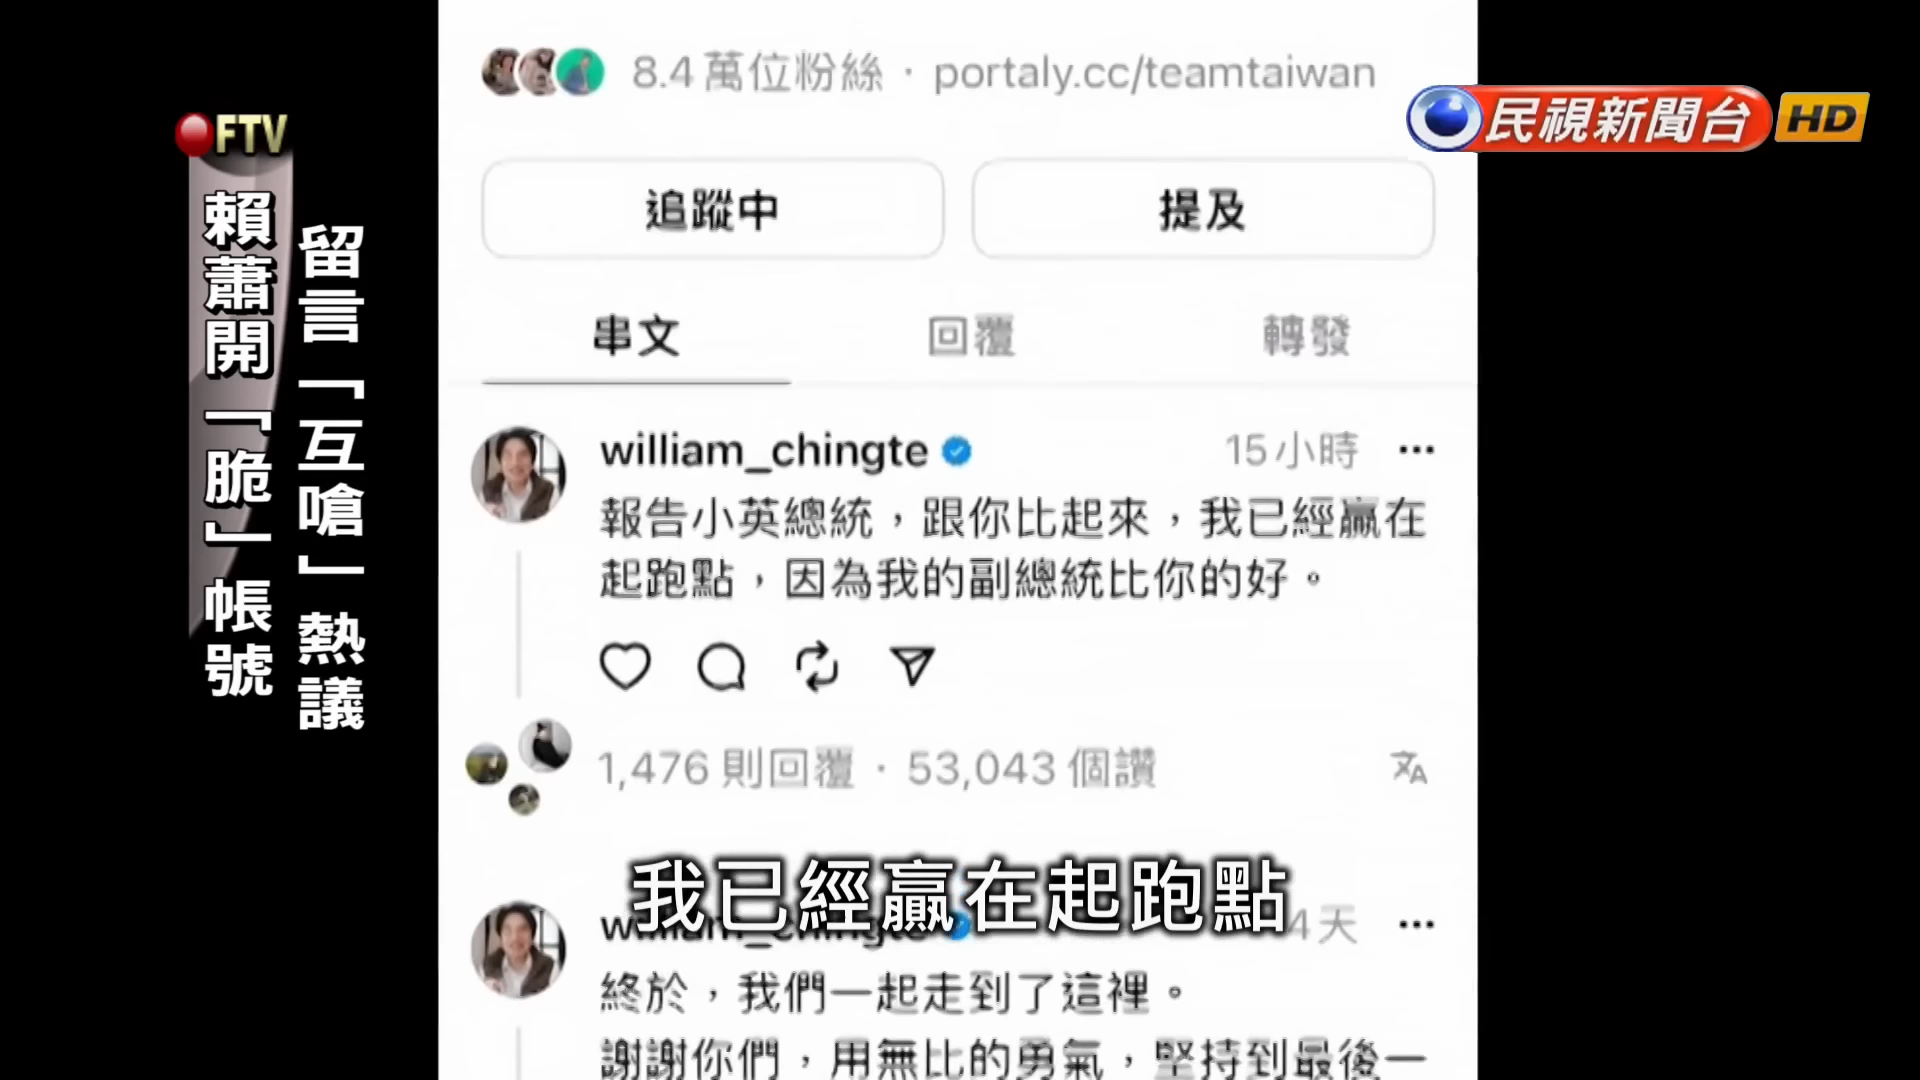 8.4 萬位粉絲 · portaly.cc/teamtaiwan
民視新聞台 HD
FTV
賴蕭開「脆」帳號
留言「互嗆」熱議
追蹤中
提及
串文
回覆
轉發
william_chingte
15 小時
報告小英總統，跟你比起來，我已經贏在
起跑點，因為我的副總統比你的好。
1,476 則回覆 · 53,043 個讚
我已經贏在起跑點
william_chingte
4 天
終於，我們一起走到了這裡。
謝謝你們，用無比的勇氣，堅持到最後一